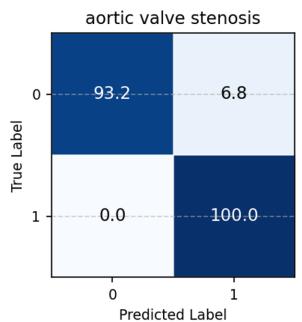 aortic valve stenosis
True Label
0
93.2
6.8
1
0.0
100.0
0
1
Predicted Label